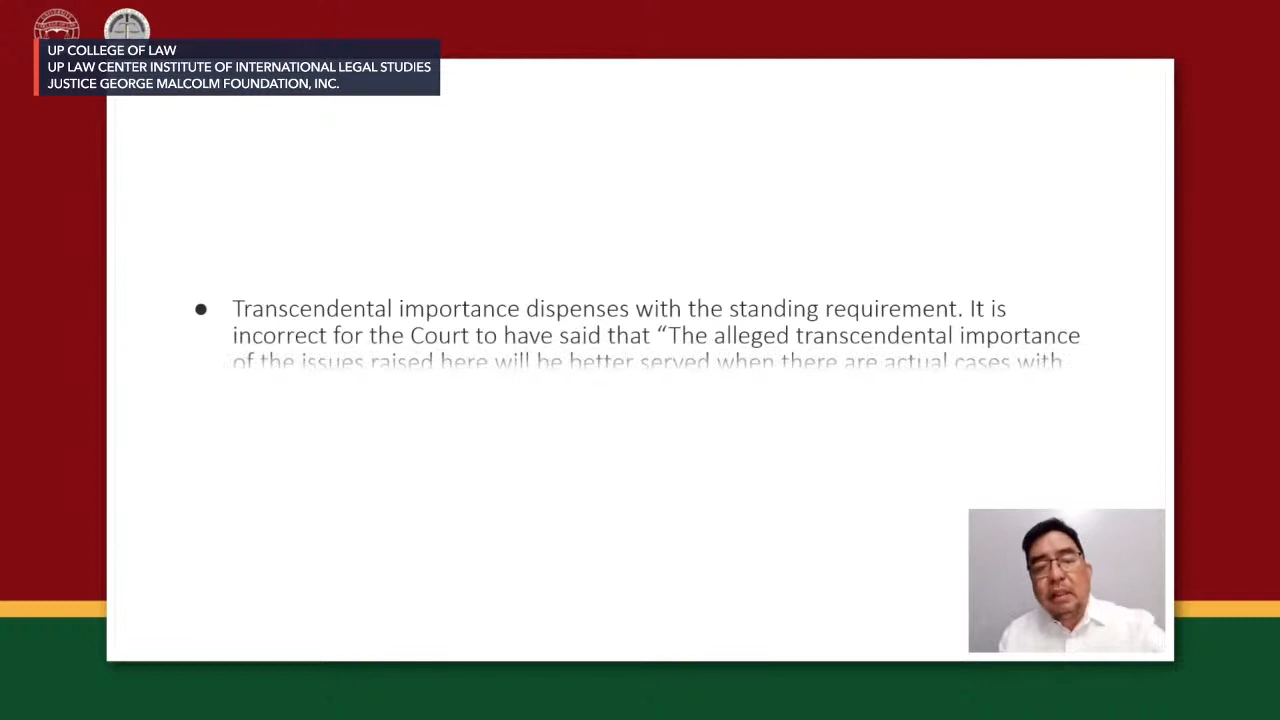 UP COLLEGE OF LAW
UP LAW CENTER INSTITUTE OF INTERNATIONAL LEGAL STUDIES
JUSTICE GEORGE MALCOLM FOUNDATION, INC.
● Transcendental importance dispenses with the standing requirement. It is
incorrect for the Court to have said that “The alleged transcendental importance
of the issues raised here will be better served when there are actual cases with